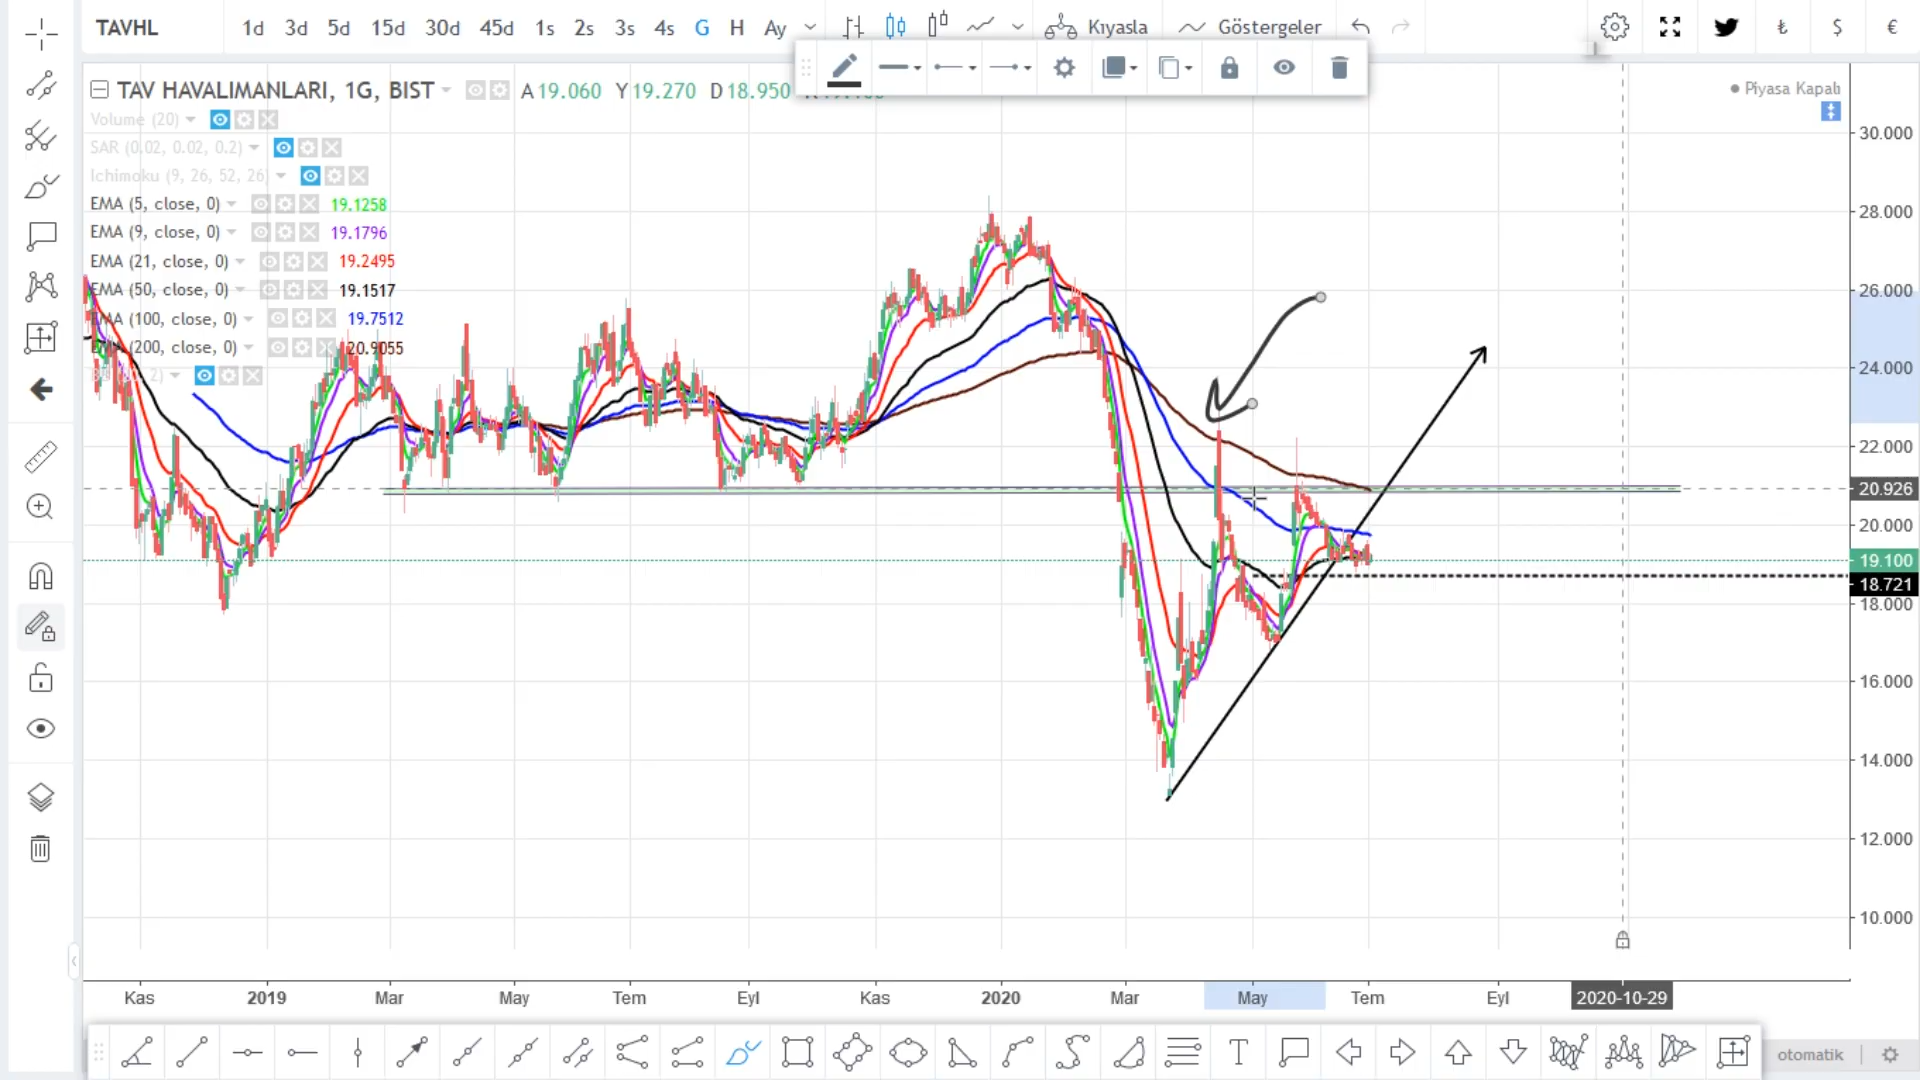 TAVHL 1d 3d 5d 15d 30d 45d 1s 2s 3s 4s G H Ay Kıyasla Göstergeler ₺ $ €
TAV HAVALIMANLARI, 1G, BIST A 19.060 Y 19.270 D 18.950
Piyasa Kapalı
Volume (20)
SAR (0.02, 0.02, 0.2)
Ichimoku (9, 26, 52, 26)
EMA (5, close, 0) 19.1258
EMA (9, close, 0) 19.1796
EMA (21, close, 0) 19.2495
EMA (50, close, 0) 19.1517
EMA (100, close, 0) 19.7512
EMA (200, close, 0) 20.9055
30.000
28.000
26.000
24.000
22.000
20.926
20.000
19.100
18.721
18.000
16.000
14.000
12.000
10.000
Kas 2019 Mar May Tem Eyl Kas 2020 Mar May Tem Eyl 2020-10-29
T
otomatik